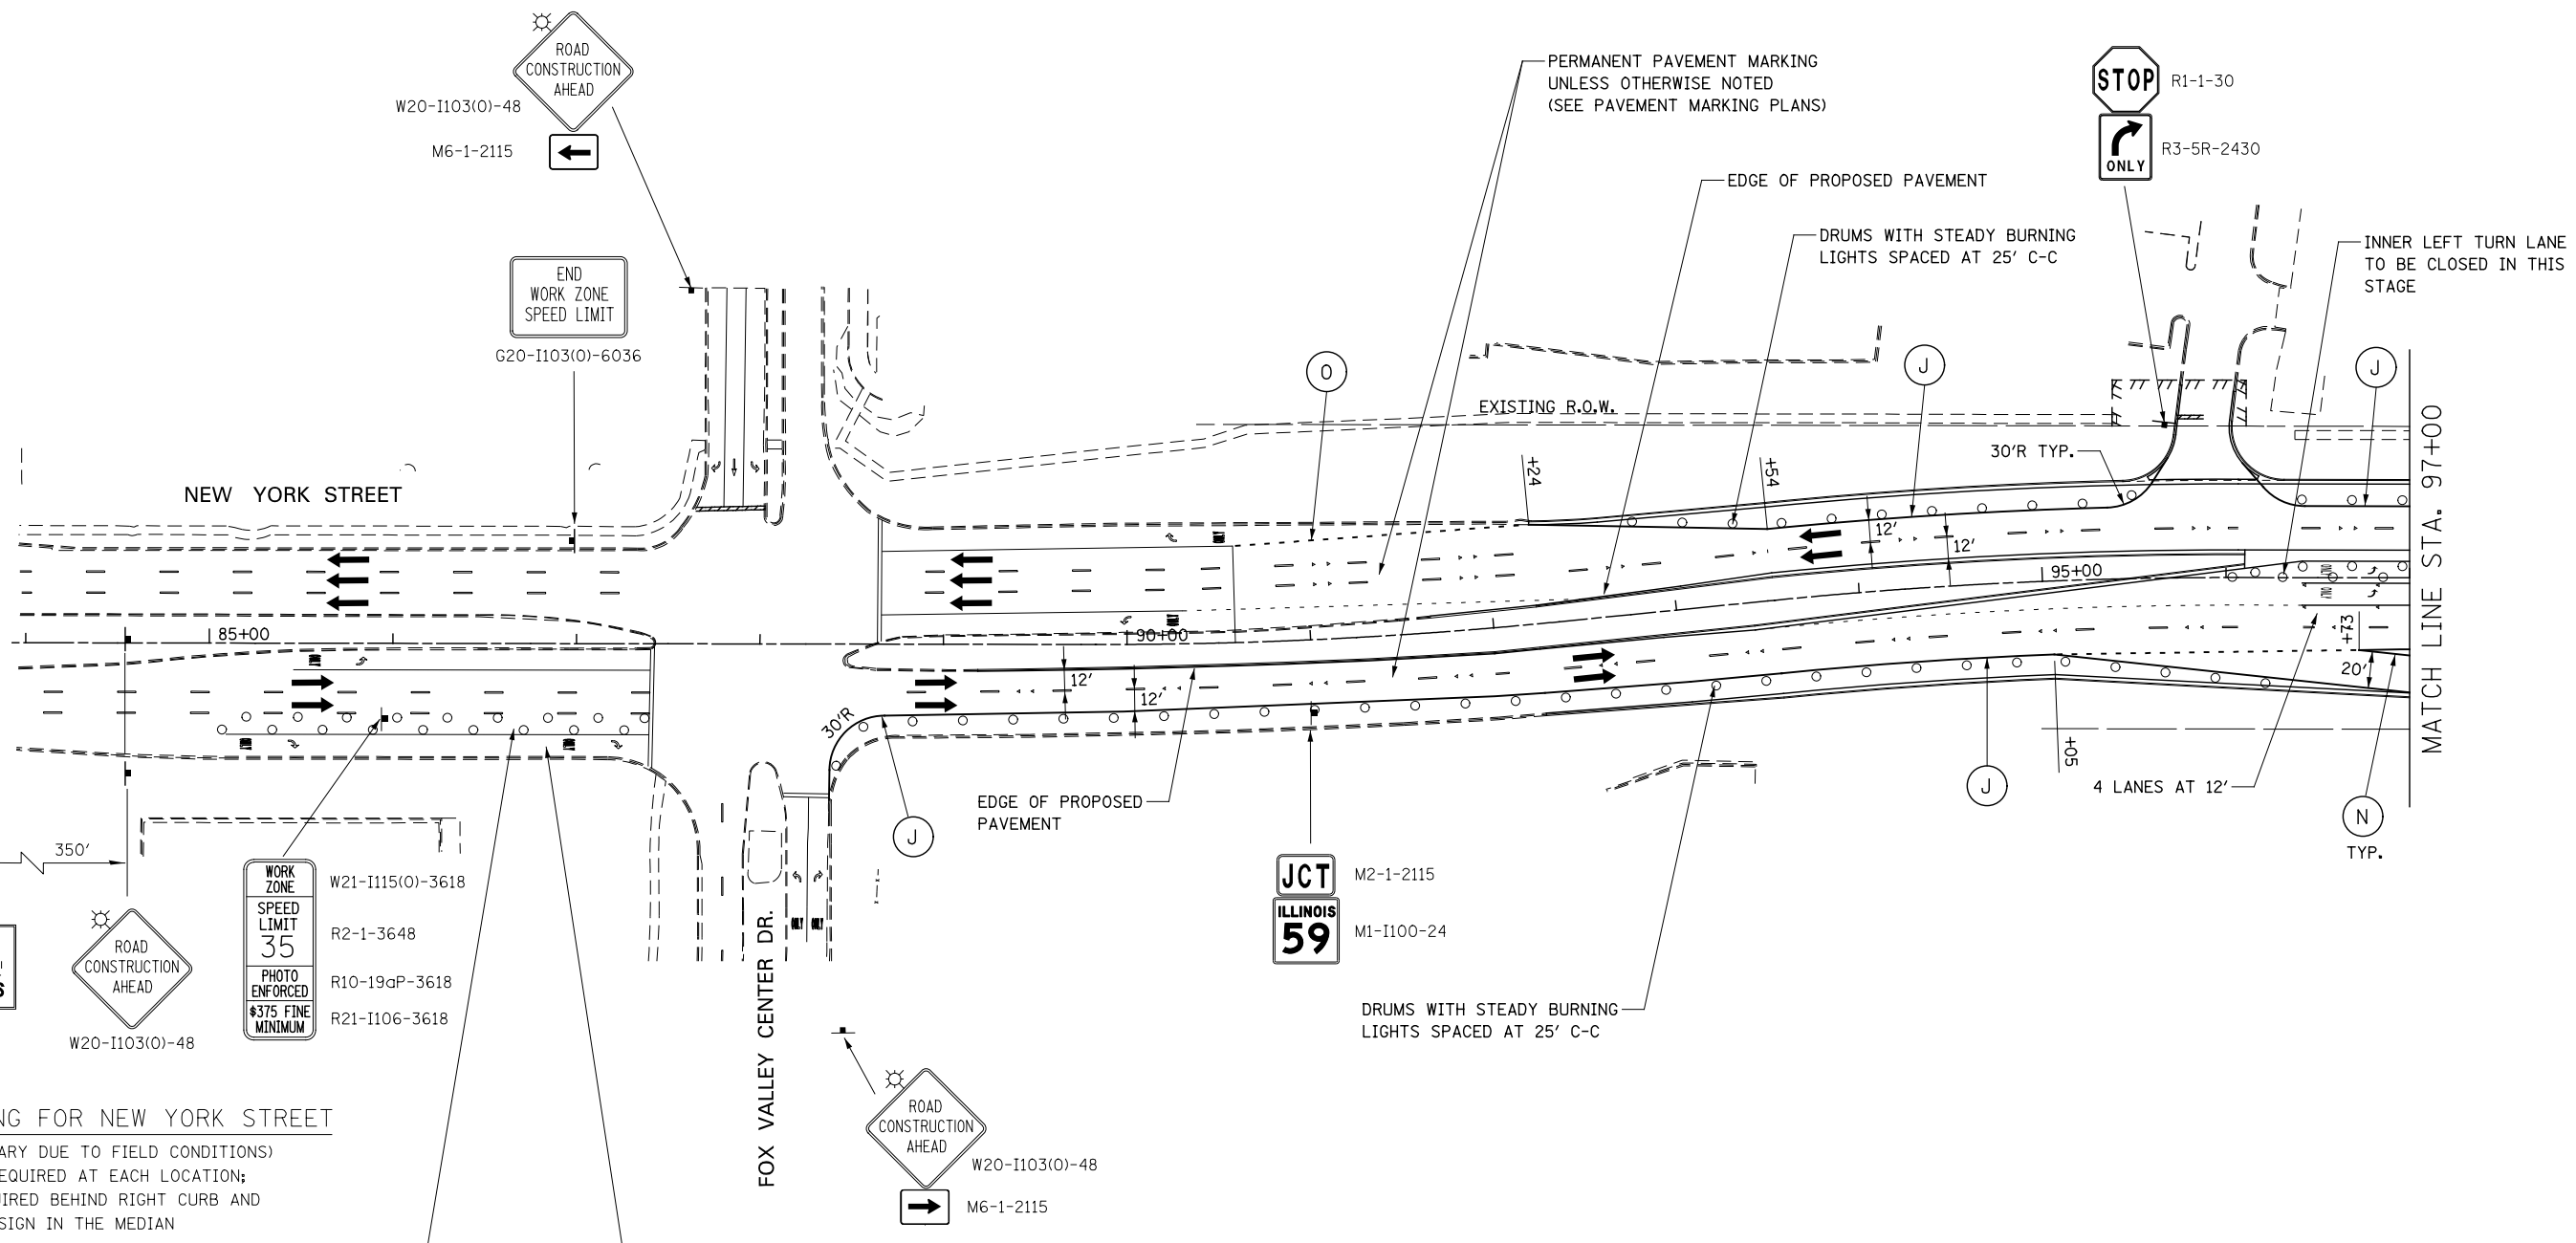 ROAD
CONSTRUCTION
AHEAD
W20-I103(0)-48
M6-1-2115
END
WORK ZONE
SPEED LIMIT
G20-I103(0)-6036
PERMANENT PAVEMENT MARKING
UNLESS OTHERWISE NOTED
(SEE PAVEMENT MARKING PLANS)
EDGE OF PROPOSED PAVEMENT
DRUMS WITH STEADY BURNING
LIGHTS SPACED AT 25' C-C
STOP
R1-1-30
ONLY
R3-5R-2430
INNER LEFT TURN LANE
TO BE CLOSED IN THIS
STAGE
O
J
J
EXISTING R.O.W.
30'R TYP.
+24
+54
NEW YORK STREET
12'
12'
95+00
85+00
90+00
12'
12'
30'R
+73
20'
+05
MATCH LINE STA. 97+00
EDGE OF PROPOSED
PAVEMENT
J
J
4 LANES AT 12'
N
TYP.
350'
WORK
ZONE
W21-I115(0)-3618
SPEED
LIMIT
35
R2-1-3648
PHOTO
ENFORCED
R10-19aP-3618
$375 FINE
MINIMUM
R21-I106-3618
ROAD
CONSTRUCTION
AHEAD
W20-I103(0)-48
FOX VALLEY CENTER DR.
JCT
M2-1-2115
ILLINOIS
59
M1-I100-24
DRUMS WITH STEADY BURNING
LIGHTS SPACED AT 25' C-C
ROAD
CONSTRUCTION
AHEAD
W20-I103(0)-48
M6-1-2115
NG FOR NEW YORK STREET
ARY DUE TO FIELD CONDITIONS)
EQUIRED AT EACH LOCATION;
UIRED BEHIND RIGHT CURB AND
SIGN IN THE MEDIAN